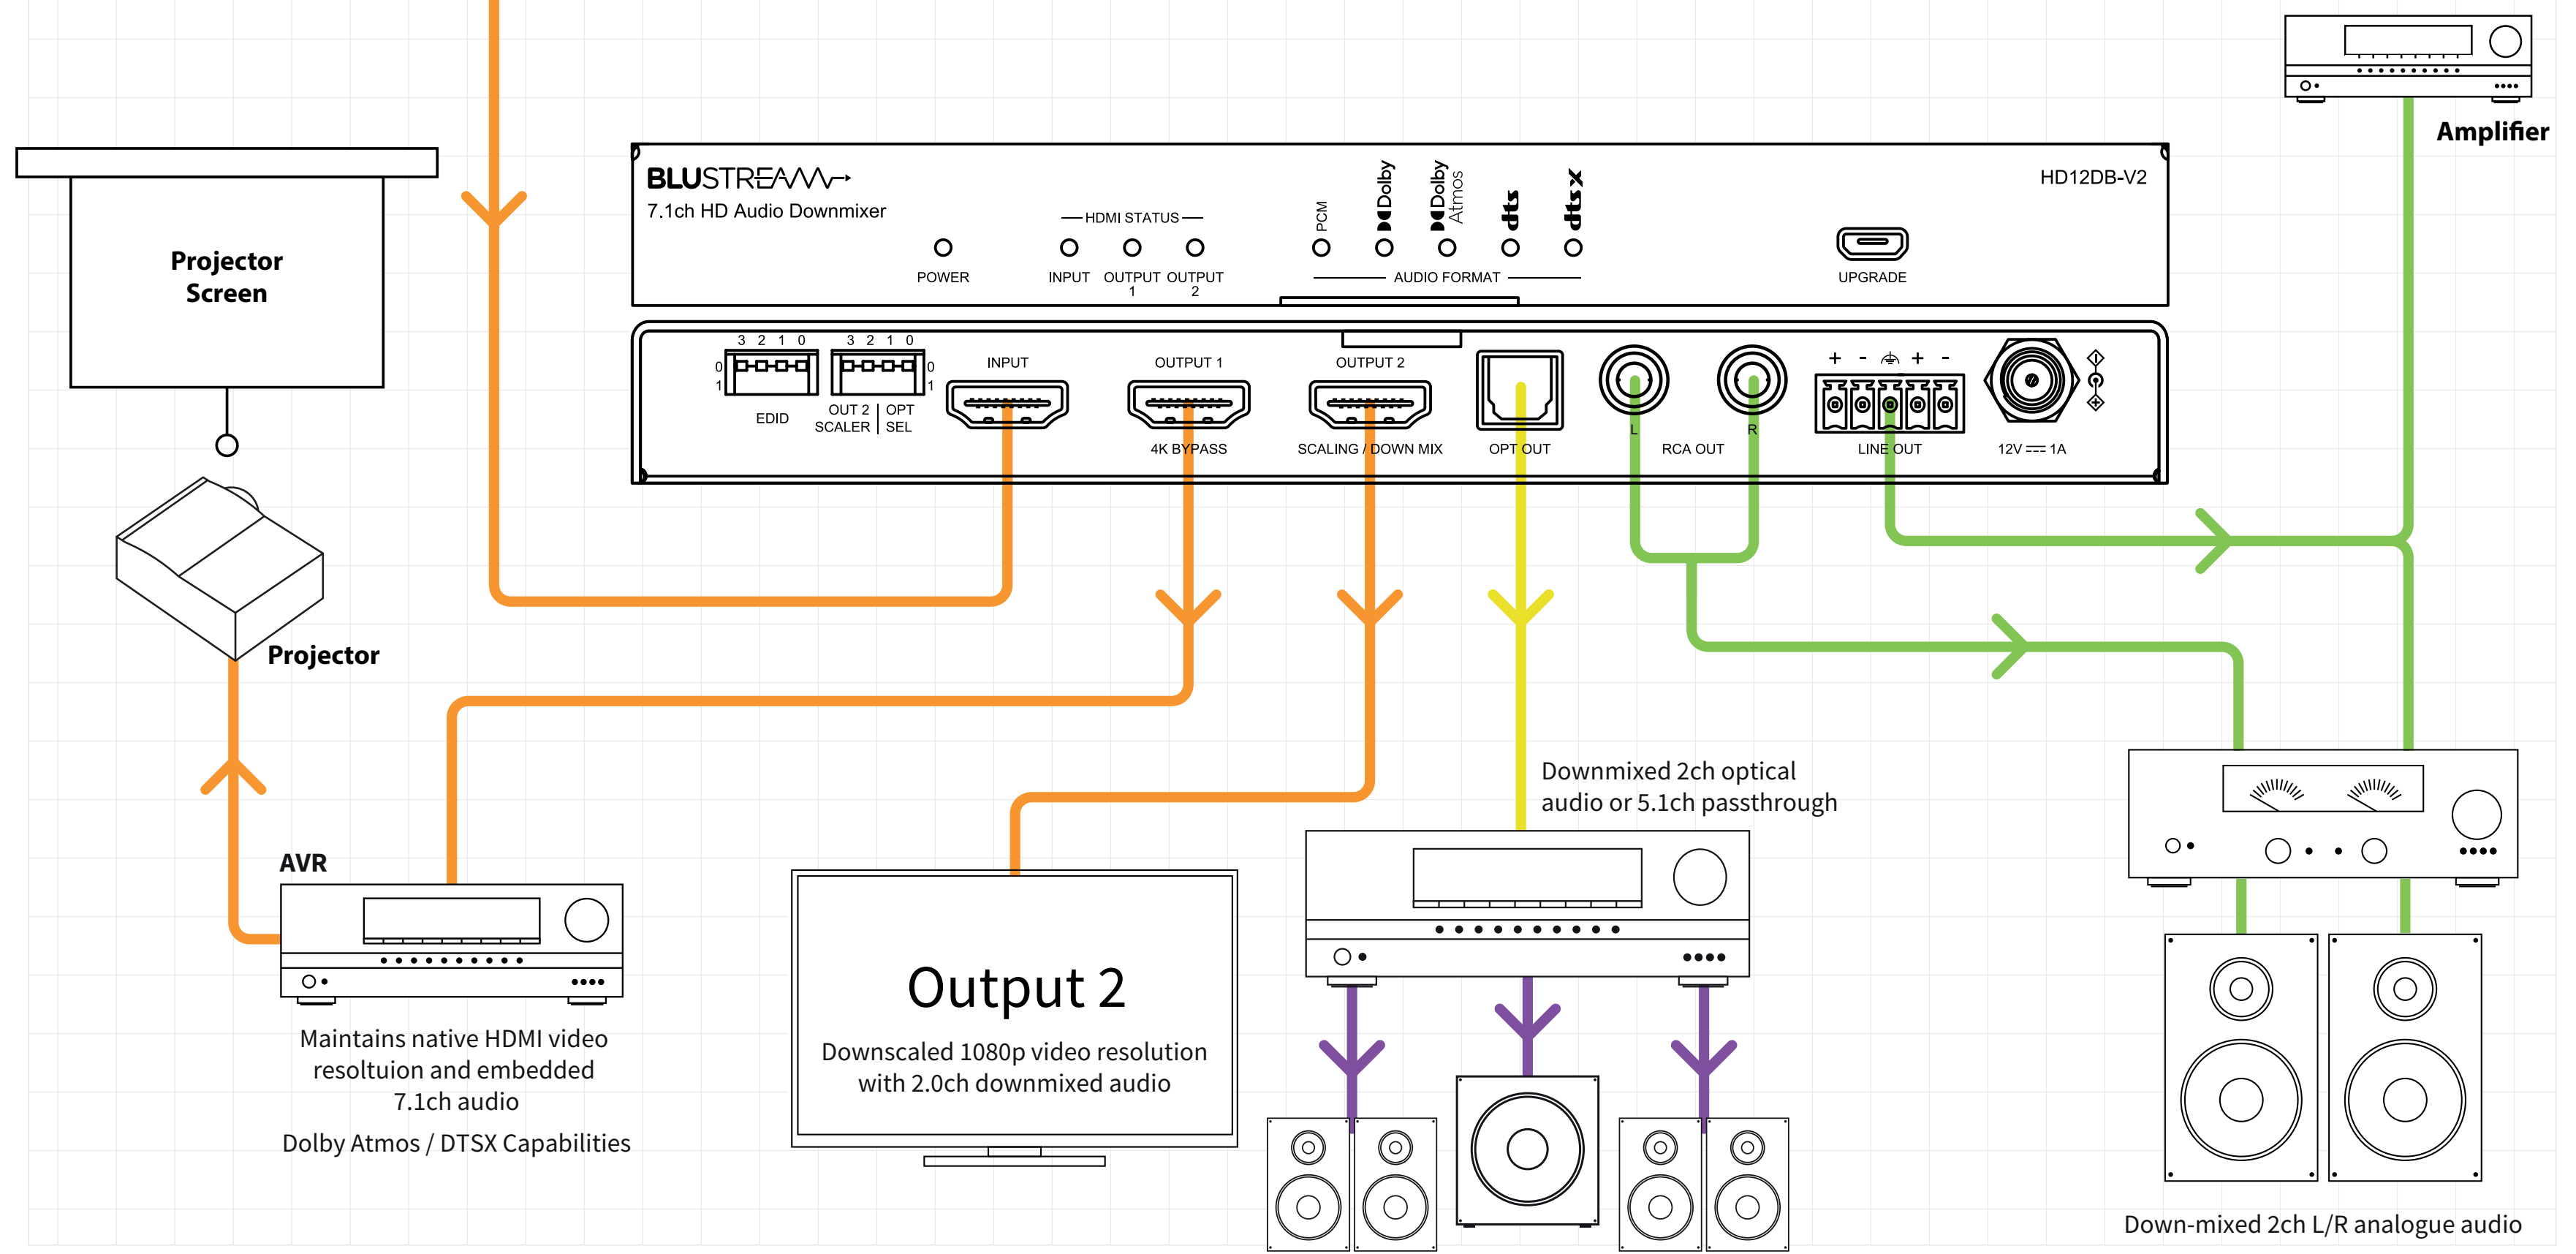 Amplifier
BLUSTREAM
7.1ch HD Audio Downmixer
HD12DB-V2
HDMI STATUS
PCM
Dolby
Dolby
Atmos
dts
dts X
POWER
INPUT
OUTPUT
1
OUTPUT
2
AUDIO FORMAT
UPGRADE
Projector
Screen
3 2 1 0
3 2 1 0
0
1
0
1
EDID
OUT 2
SCALER
OPT
SEL
INPUT
OUTPUT 1
4K BYPASS
OUTPUT 2
SCALING / DOWN MIX
OPT OUT
L
R
RCA OUT
+ - + -
LINE OUT
12V 1A
Projector
AVR
Maintains native HDMI video
resoltuion and embedded
7.1ch audio
Dolby Atmos / DTSX Capabilities
Output 2
Downscaled 1080p video resolution
with 2.0ch downmixed audio
Downmixed 2ch optical
audio or 5.1ch passthrough
Down-mixed 2ch L/R analogue audio